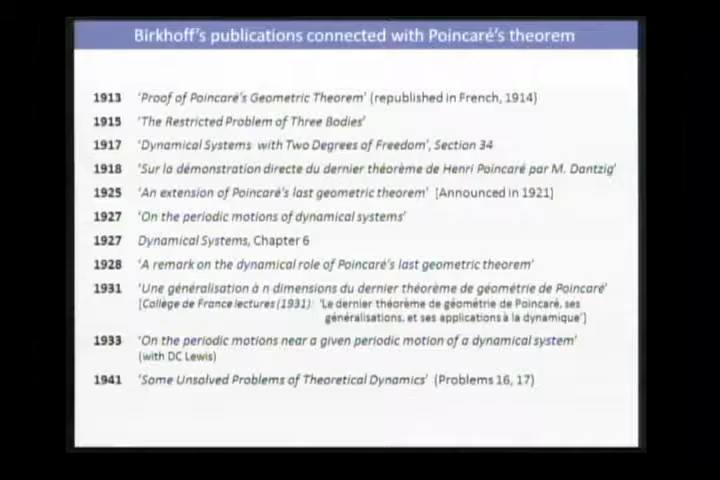 Birkhoff's publications connected with Poincaré's theorem
1913 'Proof of Poincaré's Geometric Theorem' (republished in French, 1914)
1915 'The Restricted Problem of Three Bodies'
1917 'Dynamical Systems with Two Degrees of Freedom', Section 34
1918 'Sur la démonstration directe du dernier théorème de Henri Poincaré par M. Dantzig'
1925 'An extension of Poincaré's last geometric theorem' [Announced in 1921]
1927 'On the periodic motions of dynamical systems'
1927 Dynamical Systems, Chapter 6
1928 'A remark on the dynamical role of Poincaré's last geometric theorem'
1931 'Une généralisation à n dimensions du dernier théorème de géométrie de Poincaré'
[Collège de France lectures (1931): 'Le dernier théorème de géométrie de Poincaré, ses
généralisations, et ses applications à la dynamique']
1933 'On the periodic motions near a given periodic motion of a dynamical system'
(with DC Lewis)
1941 'Some Unsolved Problems of Theoretical Dynamics' (Problems 16, 17)